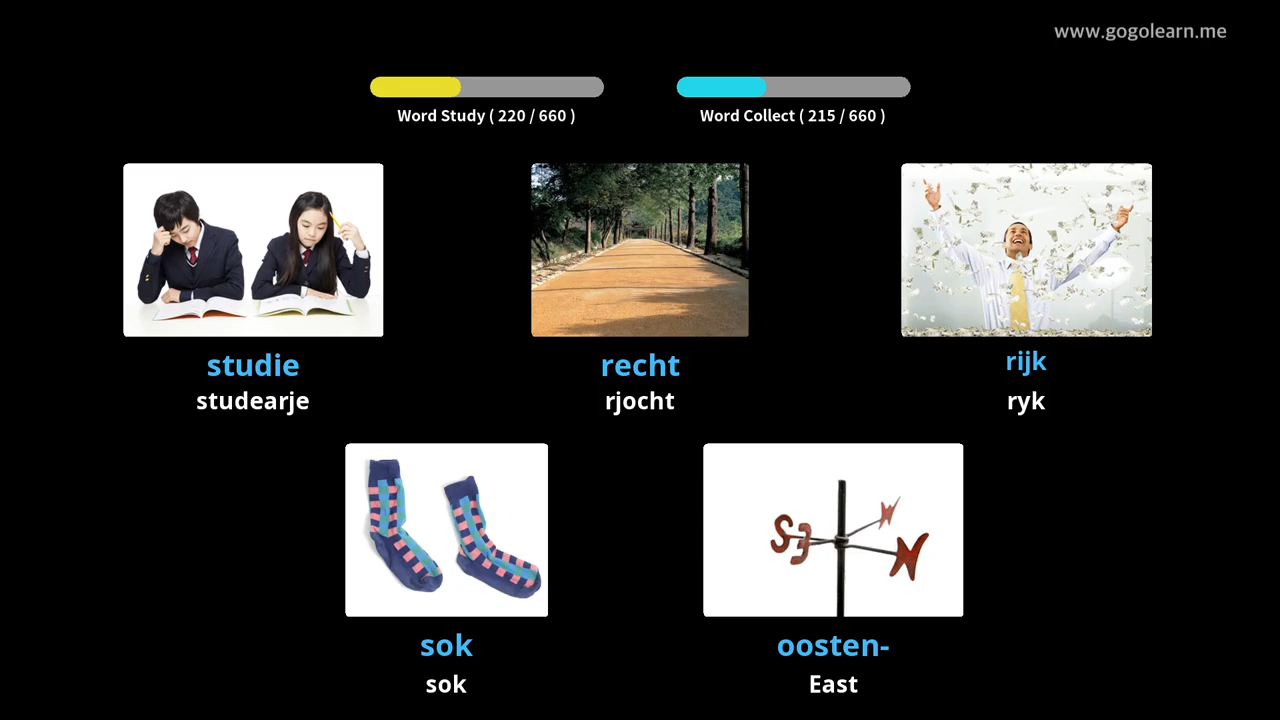 www.gogolearn.me
Word Study ( 220 / 660 )
Word Collect ( 215 / 660 )
studie
studearje
recht
rjocht
rijk
ryk
S
E
N
sok
sok
oosten-
East